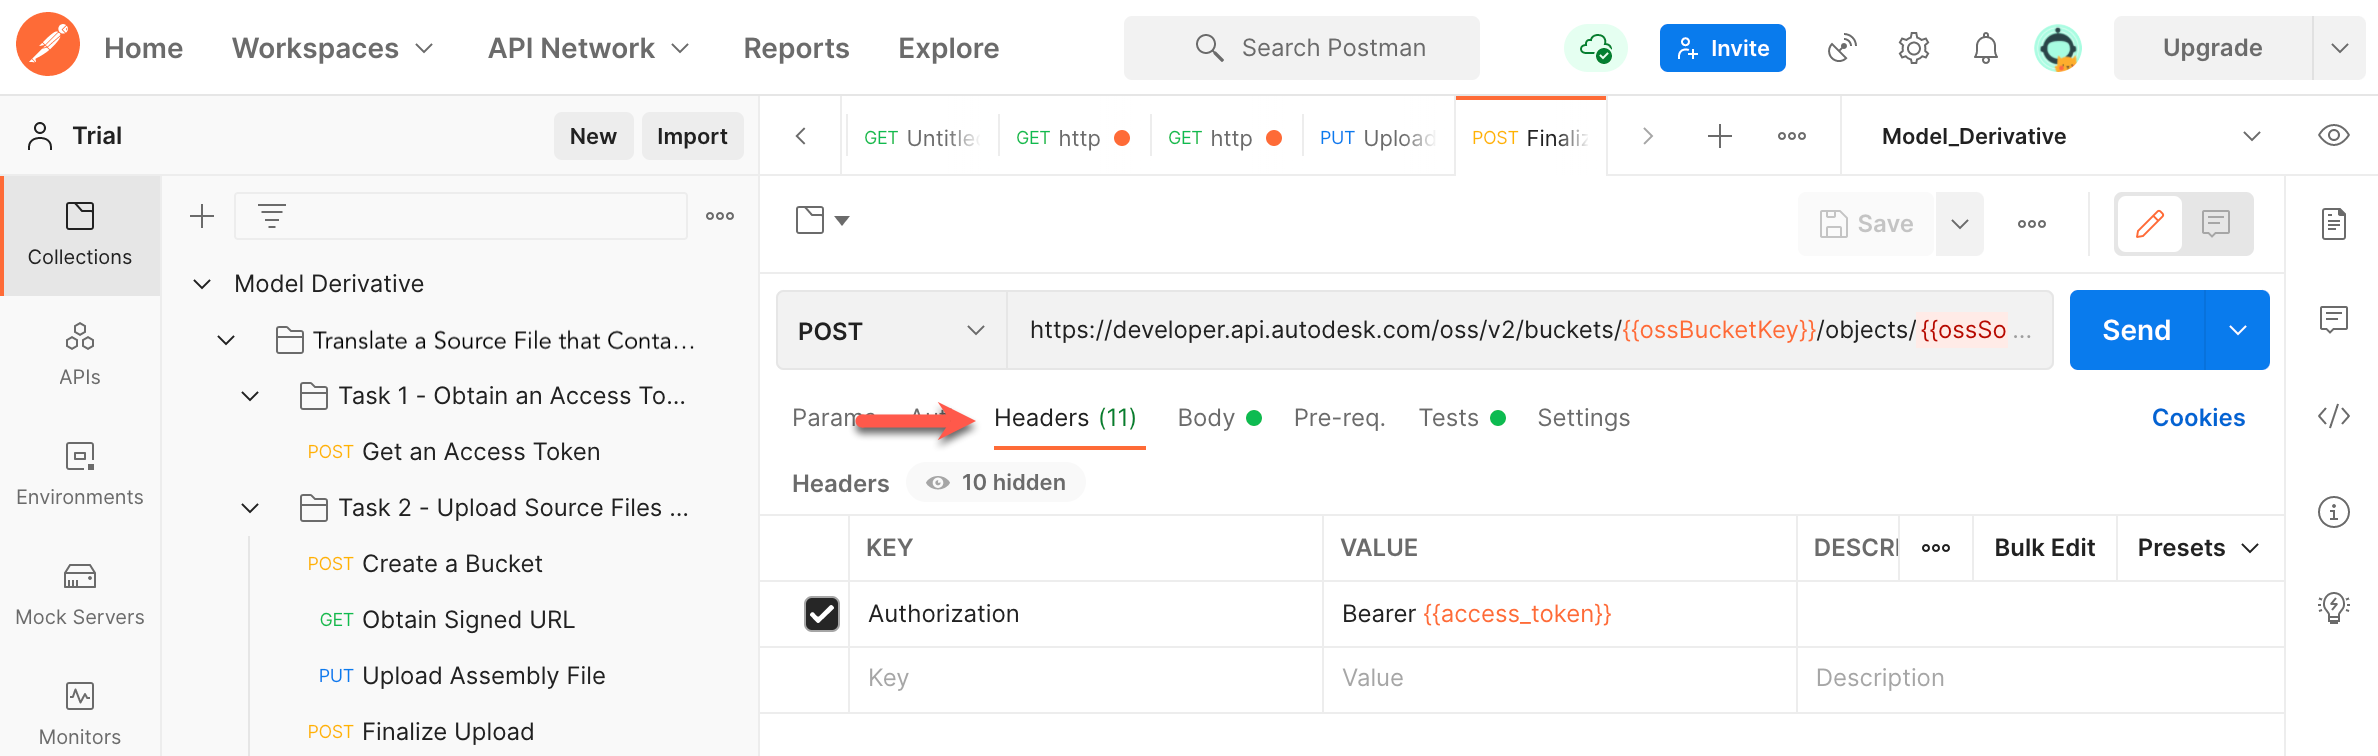 Home Workspaces API Network Reports Explore Search Postman Invite Upgrade
Trial New Import GET Untitle GET http GET http PUT Upload POST Finaliz Model_Derivative
Collections
APIs
Environments
Mock Servers
Monitors
Model Derivative
Translate a Source File that Conta...
Task 1 - Obtain an Access To...
POST Get an Access Token
Task 2 - Upload Source Files ...
POST Create a Bucket
GET Obtain Signed URL
PUT Upload Assembly File
POST Finalize Upload
Save
POST https://developer.api.autodesk.com/oss/v2/buckets/{{ossBucketKey}}/objects/{{ossSo ... Send
Params Headers (11) Body Pre-req. Tests Settings Cookies
Headers 10 hidden
KEY VALUE DESCRI Bulk Edit Presets
Authorization Bearer {{access_token}}
Key Value Description